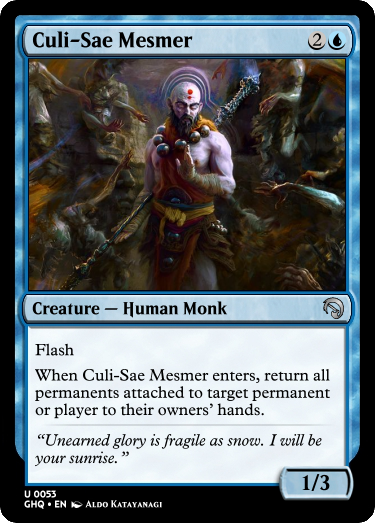 Culi-Sae Mesmer 2
Creature — Human Monk
Flash
When Culi-Sae Mesmer enters, return all
permanents attached to target permanent
or player to their owners' hands.
“Unearned glory is fragile as snow. I will be
your sunrise.”
1/3
U 0053
GHQ • EN Aldo Katayanagi